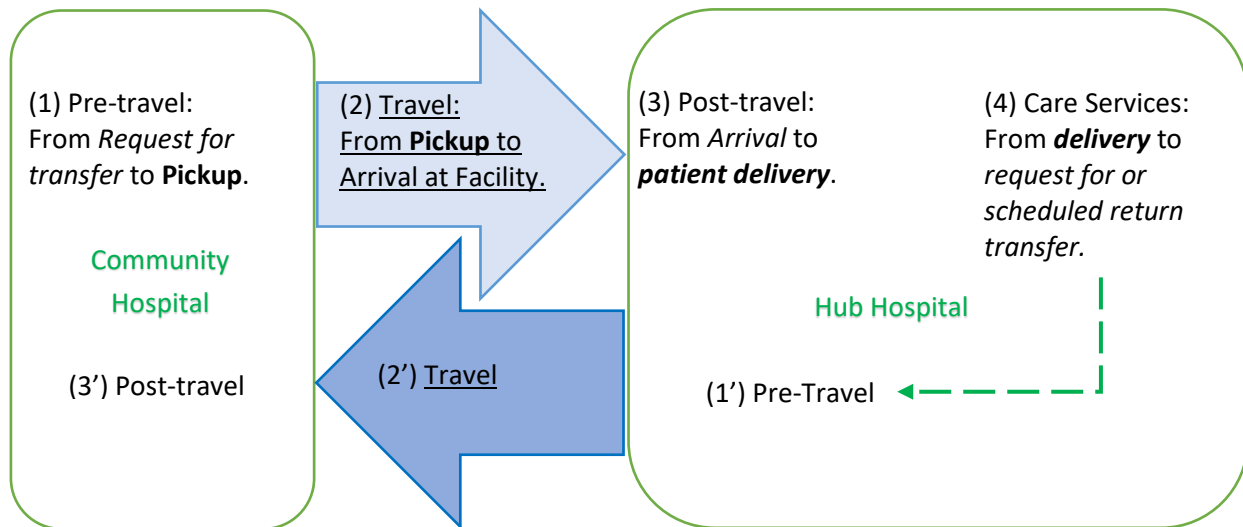 (1) Pre-travel:
From Request for
transfer to Pickup.
Community
Hospital
(3’) Post-travel
(2) Travel:
From Pickup to
Arrival at Facility.
(2’) Travel
(3) Post-travel:
From Arrival to
patient delivery.
(4) Care Services:
From delivery to
request for or
scheduled return
transfer.
Hub Hospital
(1’) Pre-Travel